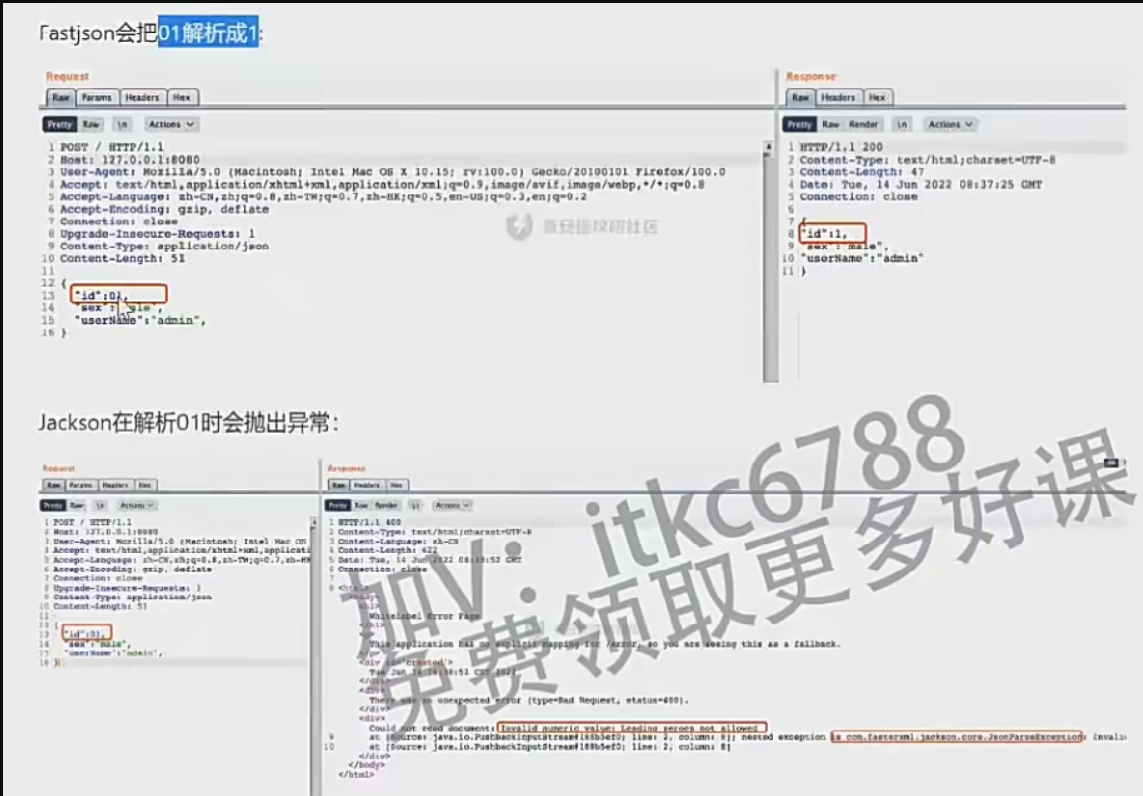 Fastjson会把01解析成1:
Request
Raw Params Headers Hex
Pretty Raw \n Actions
1 POST / HTTP/1.1
2 Host: 127.0.0.1:8080
3 User-Agent: Mozilla/5.0 (Macintosh; Intel Mac OS X 10.15; rv:100.0) Gecko/20100101 Firefox/100.0
4 Accept: text/html,application/xhtml+xml,application/xml;q=0.9,image/avif,image/webp,*/*;q=0.8
5 Accept-Language: zh-CN,zh;q=0.8,zh-TW;q=0.7,zh-HK;q=0.5,en-US;q=0.3,en;q=0.2
6 Accept-Encoding: gzip, deflate
7 Connection: close
8 Upgrade-Insecure-Requests: 1
9 Content-Type: application/json
10 Content-Length: 51
11
12 {
13 "id":01,
14 "sex":
15 "userName":"admin",
16 }
Response
Raw Headers Hex
Pretty Raw Render \n Actions
1 HTTP/1.1 200
2 Content-Type: text/html;charset=UTF-8
3 Content-Length: 47
4 Date: Tue, 14 Jun 2022 08:37:25 GMT
5 Connection: close
6
7 {
8 "id":1,
9 "sex":"male",
10 "userName":"admin"
11 }
Jackson在解析01时会抛出异常：
Request
Raw Params Headers Hex
Pretty Raw \n Actions
1 POST / HTTP/1.1
2 Host: 127.0.0.1:8080
3 User-Agent: Mozilla/5.0 (Macintosh; Intel Mac OS
4 Accept: text/html,application/xhtml+xml,applicati
5 Accept-Language: zh-CN,zh;q=0.8,zh-TW;q=0.7,zh-H
6 Accept-Encoding: gzip, deflate
7 Connection: close
8 Upgrade-Insecure-Requests: 1
9 Content-Type: application/json
10 Content-Length: 51
11
12 {
13 "id":01,
14 "sex":"male",
15 "userName":"admin",
16 }
Response
Raw Headers Hex
Pretty Raw Render \n Actions
1 HTTP/1.1 400
2 Content-Type: text/html;charset=UTF-8
3 Content-Language: zh-CN
4 Content-Length: 622
5 Date: Tue, 14 Jun 2022 08:38:52 GMT
6 Connection: close
7
8 <html>
<body>
<h1>
Whitelabel Error Page
</h1>
This application has no explicit mapping for /error, so you are seeing this as a fallback.
</p>
<div id='created'>
</div>
<div>
There was an unexpected error (type=Bad Request, status=400).
</div>
<div>
Could not read document: Invalid numeric value: Leading zeroes not allowed
9 at [Source: java.io.PushbackInputStream@188b5ef0; line: 2, column: 8]; nested exception is com.fasterxml.jackson.core.JsonParseException: Invali
10 at [Source: java.io.PushbackInputStream@188b5ef0; line: 2, column: 8]
</div>
</body>
</html>
加v：itkc6788
免费领取更多好课